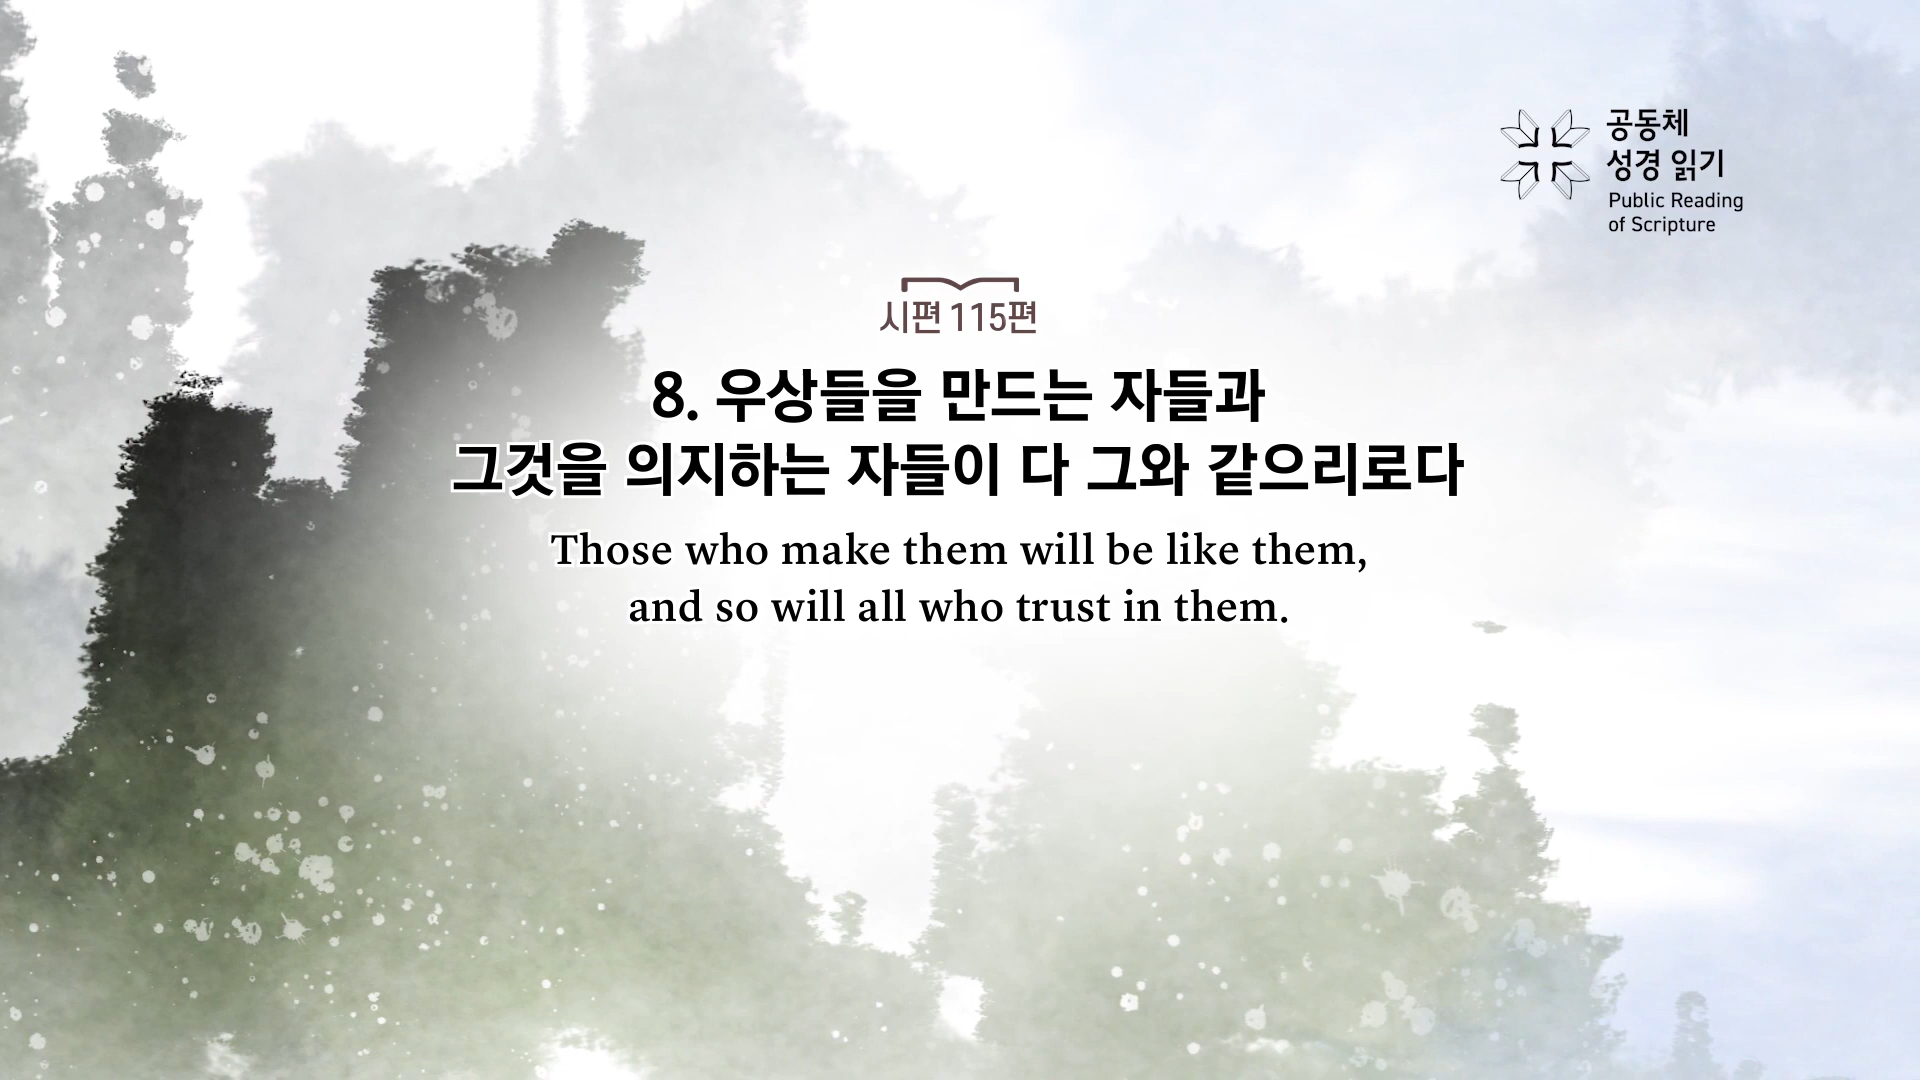 공동체
성경 읽기
Public Reading
of Scripture
시편 115편
8. 우상들을 만드는 자들과
그것을 의지하는 자들이 다 그와 같으리로다
Those who make them will be like them,
and so will all who trust in them.